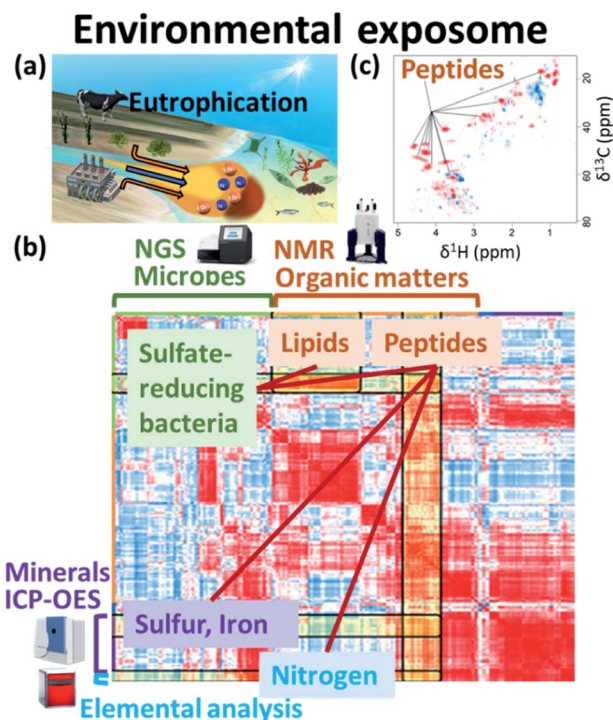 Environmental exposome
(a)
Eutrophication
(c)
Peptides
20
40
60
80
δ13C (ppm)
5
4
3
2
1
δ1H (ppm)
(b)
NGS
Microbes
NMR
Organic matters
Sulfate-
reducing
bacteria
Lipids
Peptides
Minerals
ICP-OES
Sulfur, Iron
Nitrogen
Elemental analysis